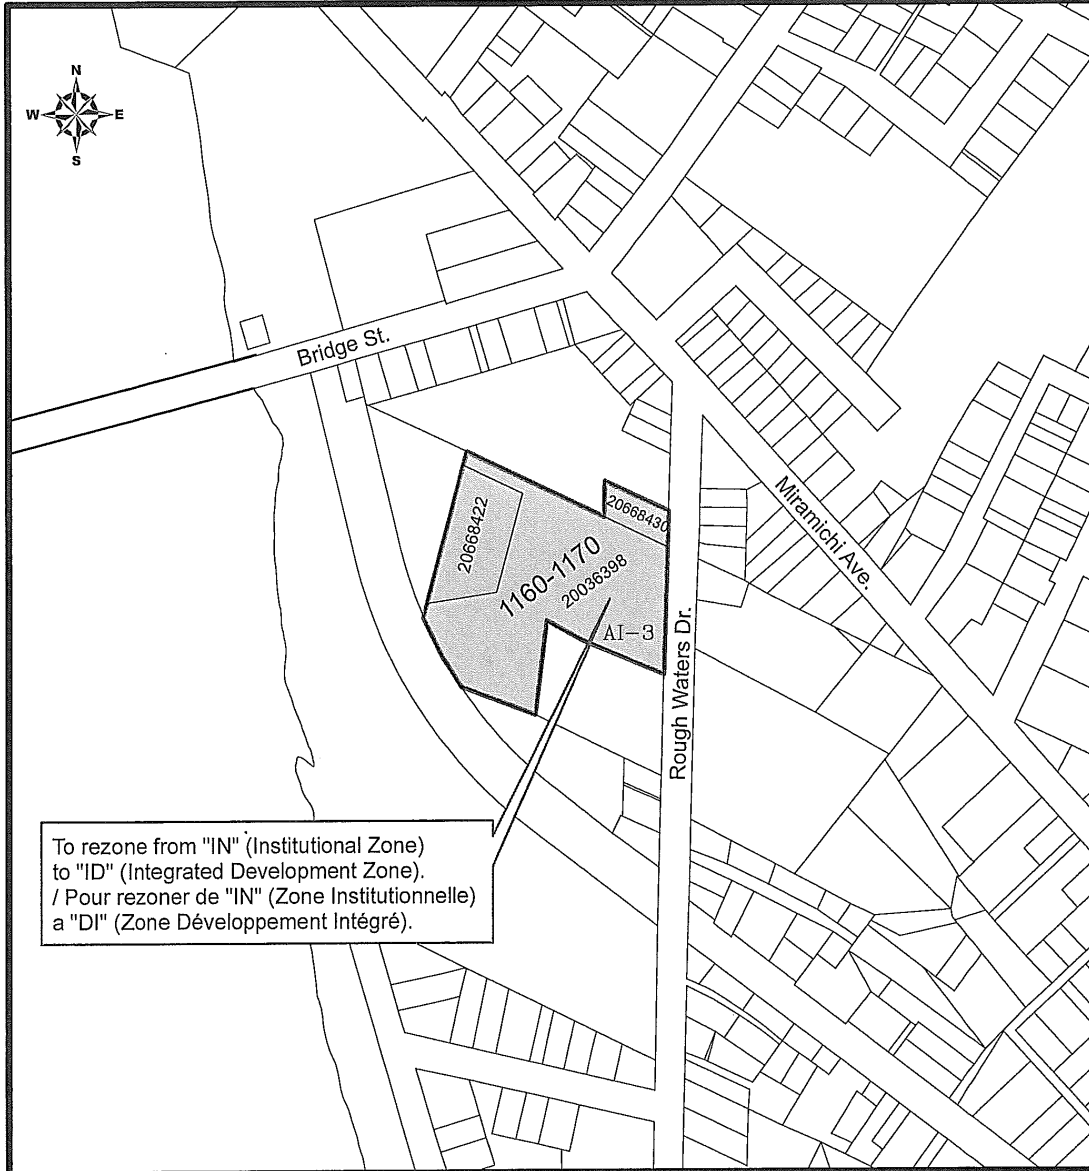 N
W E
S
Bridge St.
20668422
20668430
1160-1170
20036398
AI-3
Miramichi Ave.
Rough Waters Dr.
To rezone from "IN" (Institutional Zone)
to "ID" (Integrated Development Zone).
/ Pour rezoner de "IN" (Zone Institutionnelle)
a "DI" (Zone Développement Intégré).